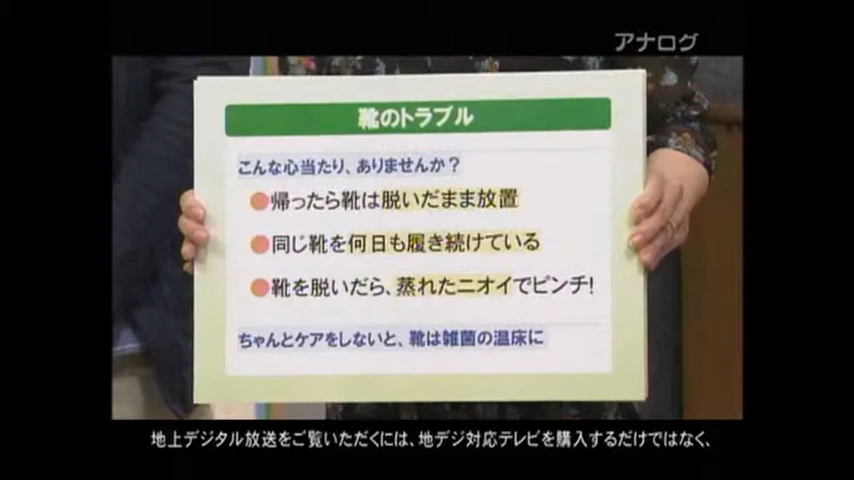 アナログ
靴のトラブル
こんな心当たり、ありませんか？
●帰ったら靴は脱いだまま放置
●同じ靴を何日も履き続けている
●靴を脱いだら、蒸れたニオイでピンチ!
ちゃんとケアをしないと、靴は雑菌の温床に
地上デジタル放送をご覧いただくには、地デジ対応テレビを購入するだけではなく、